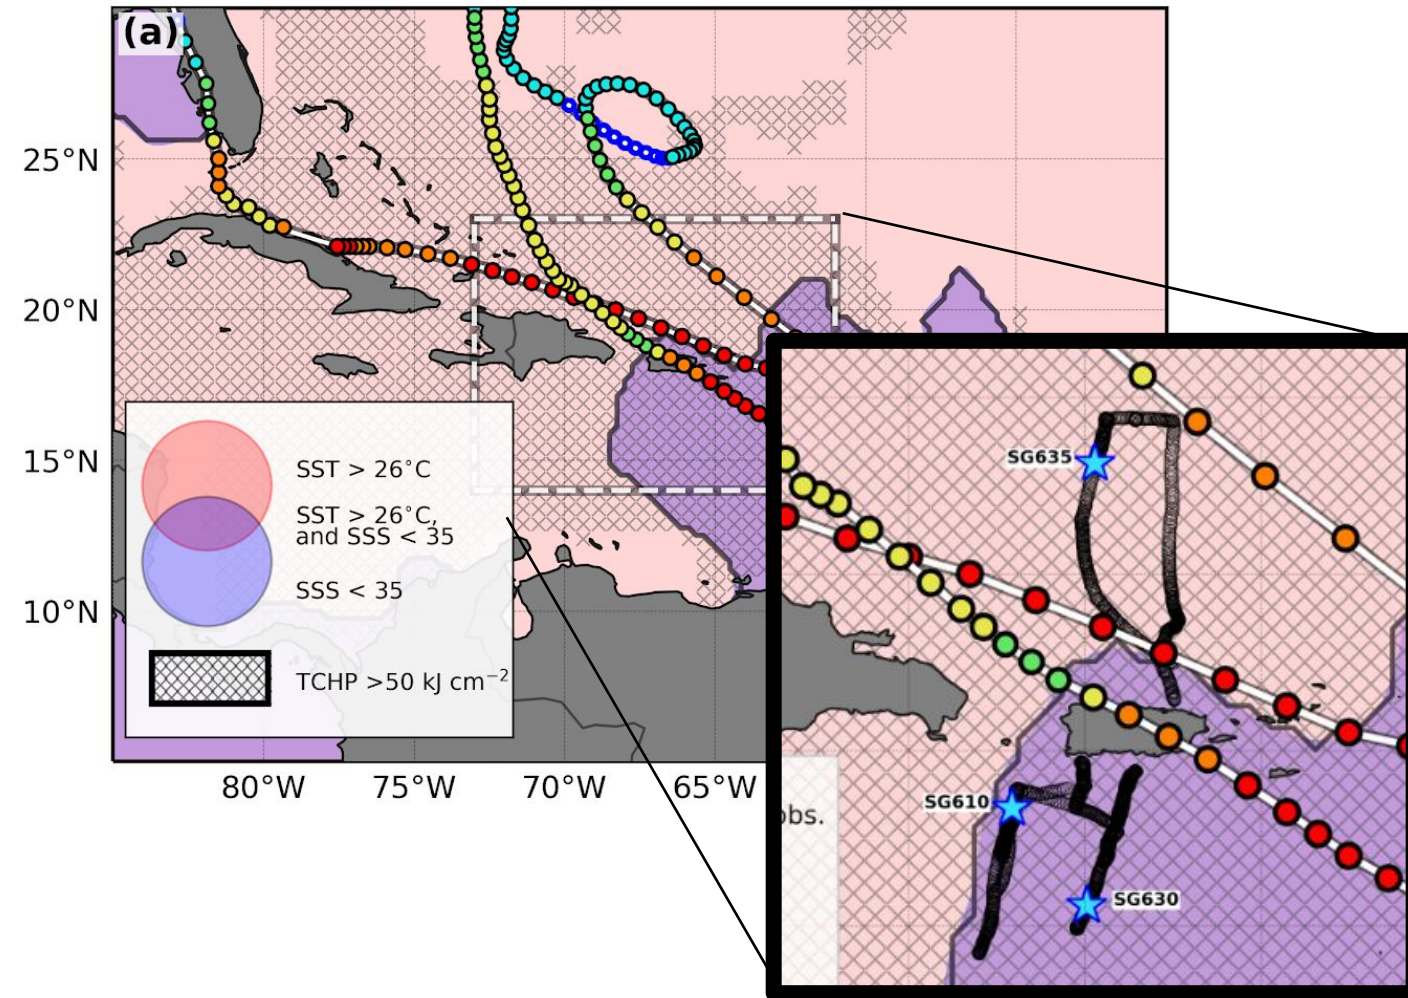 (a)
25°N
20°N
15°N
10°N
80°W
75°W
70°W
65°W
SST > 26°C
SST > 26°C,
and SSS < 35
SSS < 35
TCHP >50 kJ cm⁻²
SG635
SG610
SG630
obs.